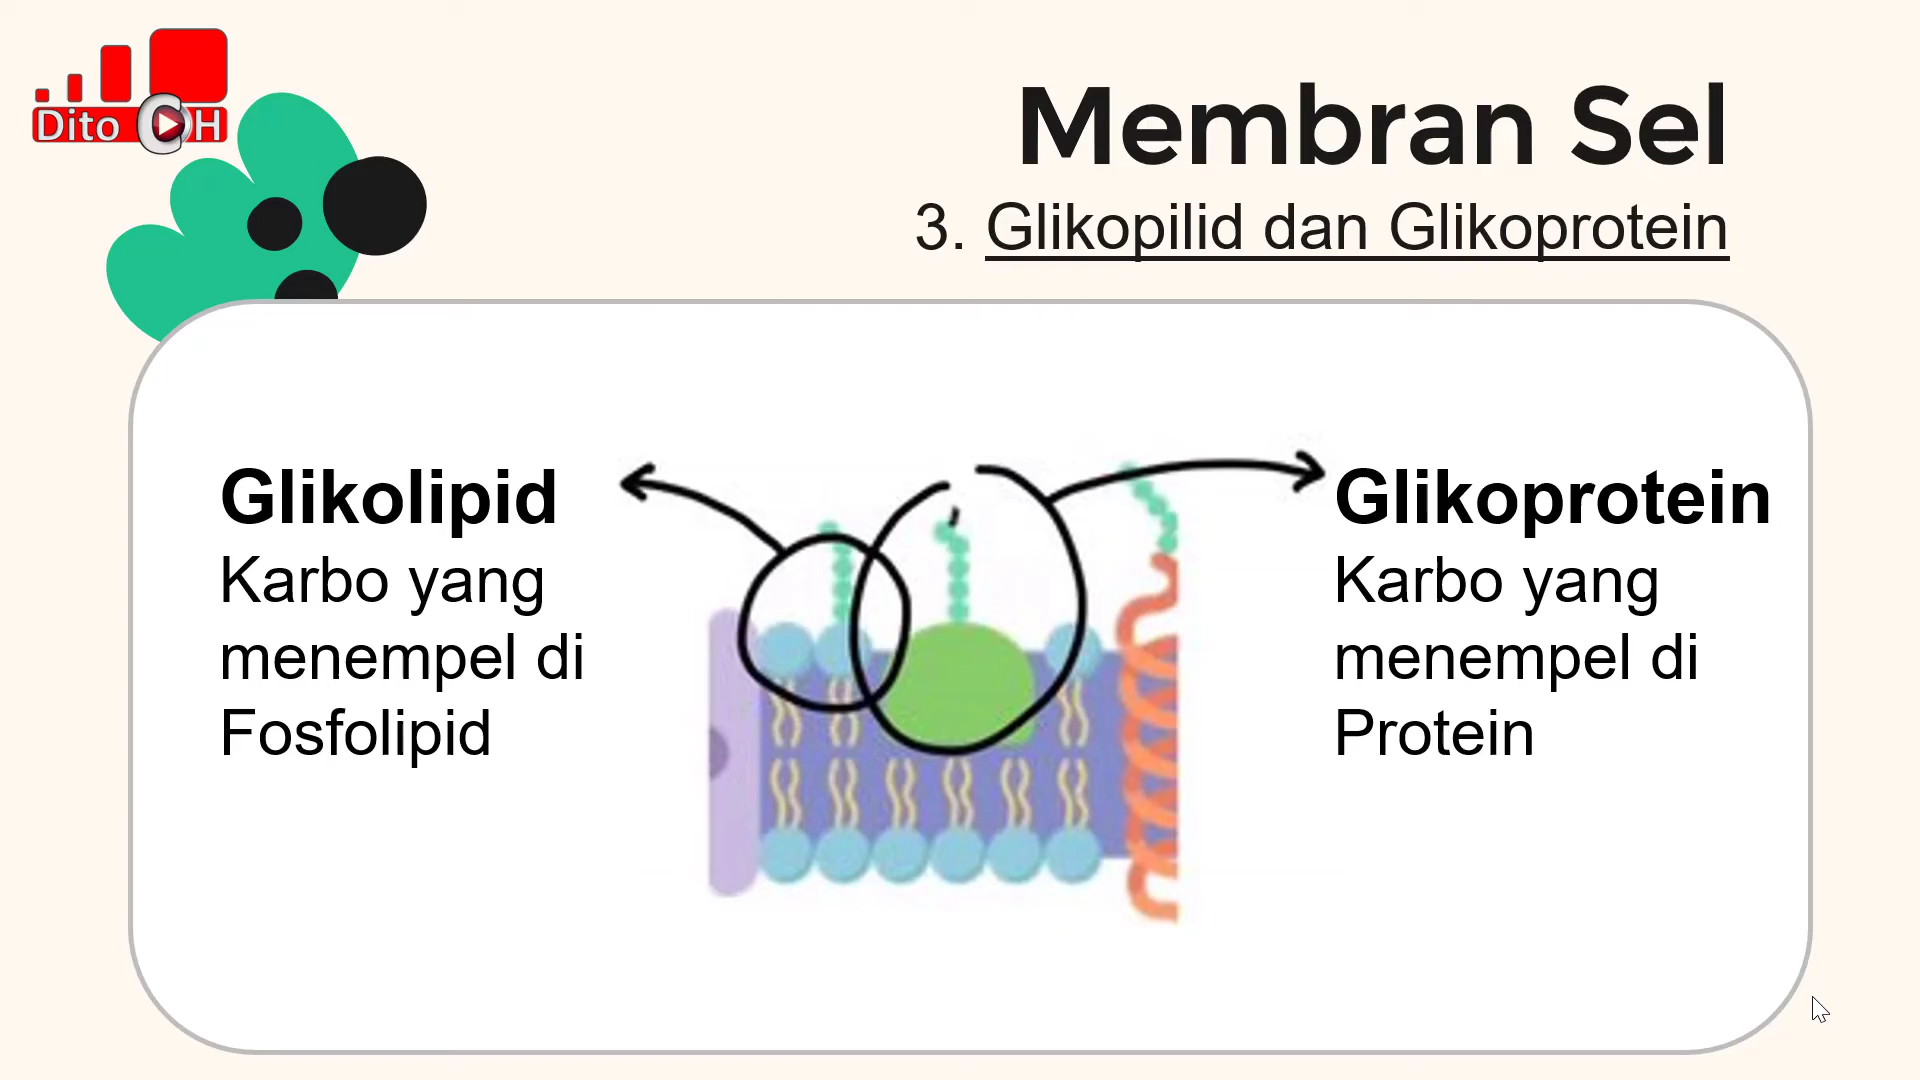 Dito CH
Membran Sel
3. Glikopilid dan Glikoprotein
Glikolipid
Karbo yang
menempel di
Fosfolipid
Glikoprotein
Karbo yang
menempel di
Protein